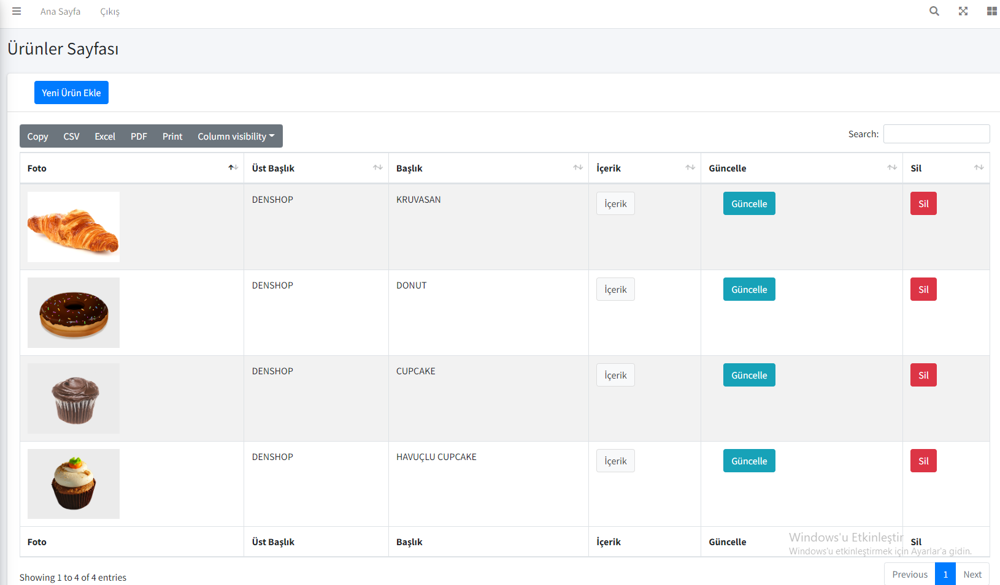 Ana Sayfa Çıkış
Ürünler Sayfası
Yeni Ürün Ekle
Copy CSV Excel PDF Print Column visibility
Search:
Foto Üst Başlık Başlık İçerik Güncelle Sil
DENSHOP KRUVASAN İçerik Güncelle Sil
DENSHOP DONUT İçerik Güncelle Sil
DENSHOP CUPCAKE İçerik Güncelle Sil
DENSHOP HAVUÇLU CUPCAKE İçerik Güncelle Sil
Foto Üst Başlık Başlık İçerik Güncelle Sil
Windows'u Etkinleştir
Windows'u etkinleştirmek için Ayarlar'a gidin.
Showing 1 to 4 of 4 entries
Previous 1 Next